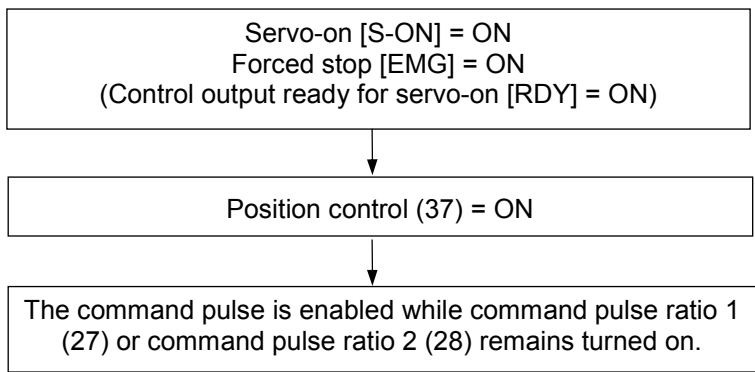 Servo-on [S-ON] = ON
Forced stop [EMG] = ON
(Control output ready for servo-on [RDY] = ON)
Position control (37) = ON
The command pulse is enabled while command pulse ratio 1
(27) or command pulse ratio 2 (28) remains turned on.